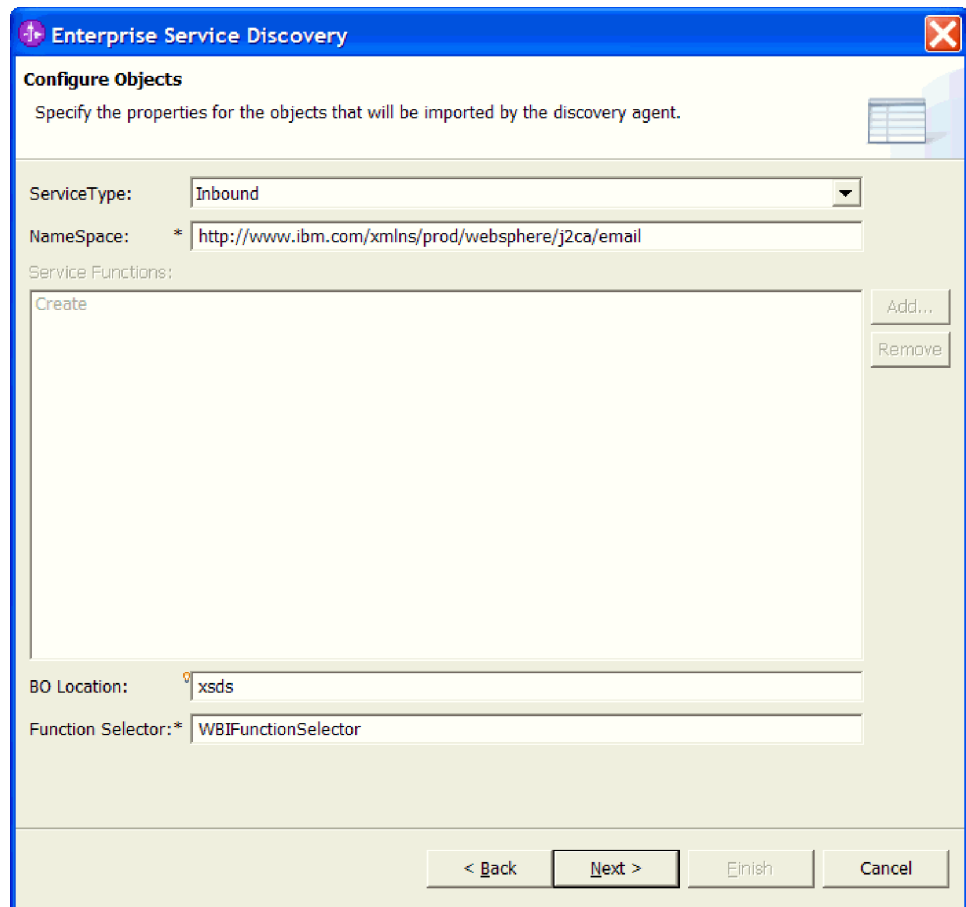 Enterprise Service Discovery
Configure Objects
Specify the properties for the objects that will be imported by the discovery agent.
ServiceType: Inbound
NameSpace: * http://www.ibm.com/xmlns/prod/websphere/j2ca/email
Service Functions:
Create
Add...
Remove
BO Location: xsds
Function Selector:* WBIFunctionSelector
< Back Next > Finish Cancel